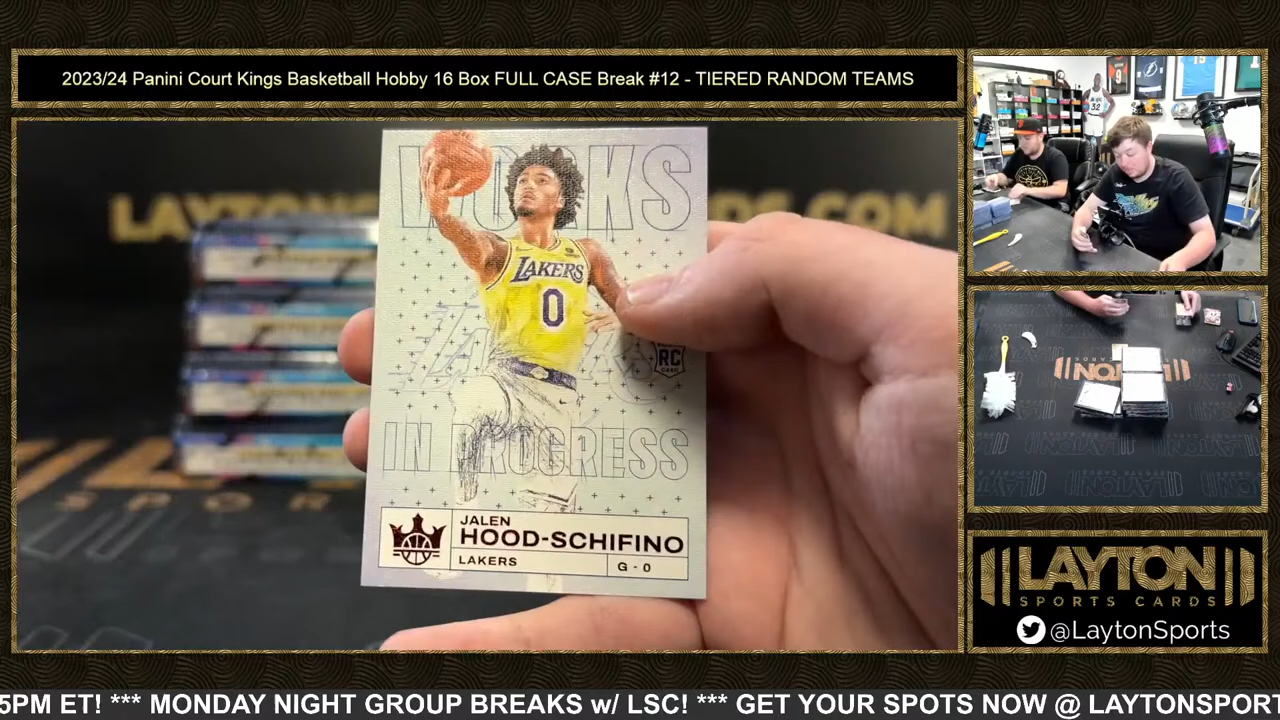 2023/24 Panini Court Kings Basketball Hobby 16 Box FULL CASE Break #12 - TIERED RANDOM TEAMS
WORKS
LAKERS
0
RC
IN PROGRESS
JALEN
HOOD-SCHIFINO
LAKERS
G - 0
LAYTON
SPORTS CARDS
@LaytonSports
5PM ET! *** MONDAY NIGHT GROUP BREAKS w/ LSC! *** GET YOUR SPOTS NOW @ LAYTONSPORT